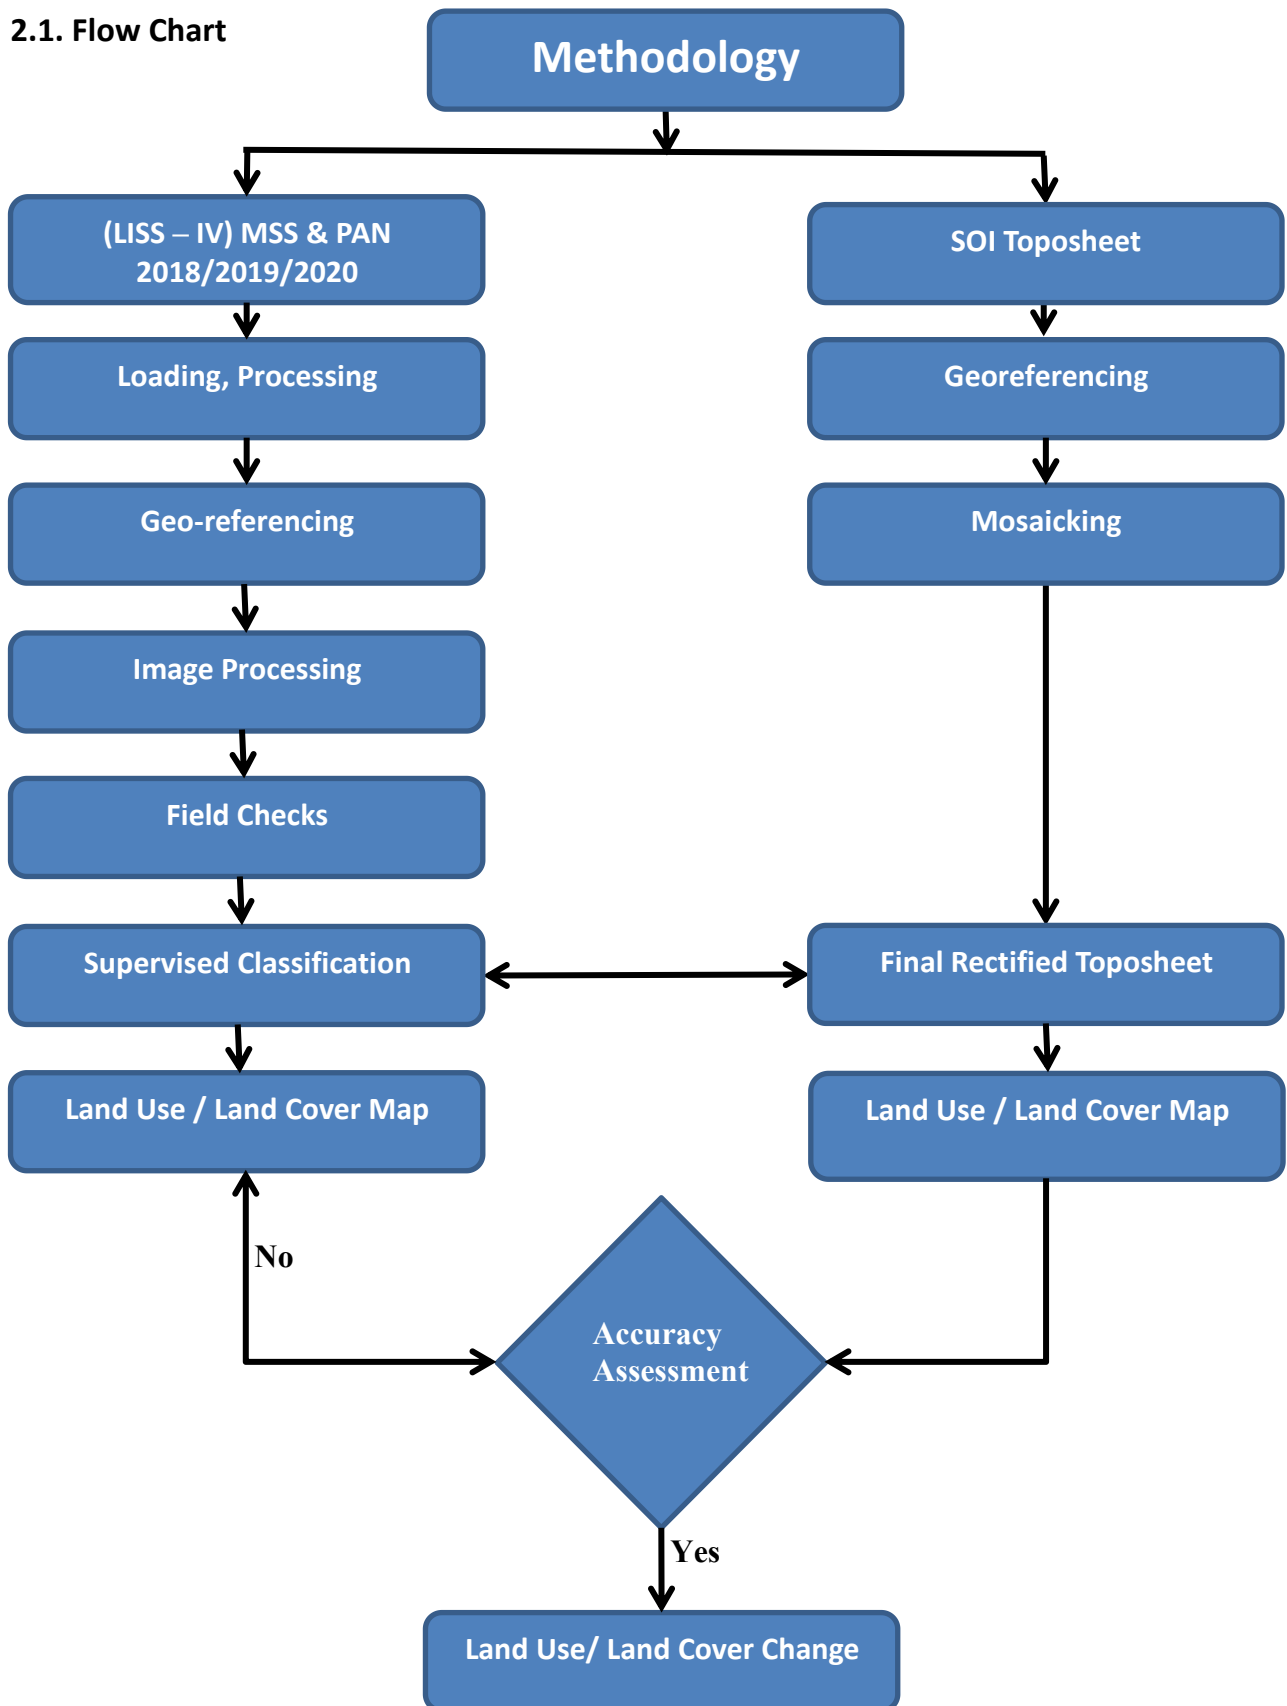 2.1. Flow Chart
Methodology
(LISS – IV) MSS & PAN
2018/2019/2020
SOI Toposheet
Loading, Processing
Georeferencing
Geo-referencing
Mosaicking
Image Processing
Field Checks
Supervised Classification
Final Rectified Toposheet
Land Use / Land Cover Map
Land Use / Land Cover Map
No
Accuracy
Assessment
Yes
Land Use/ Land Cover Change